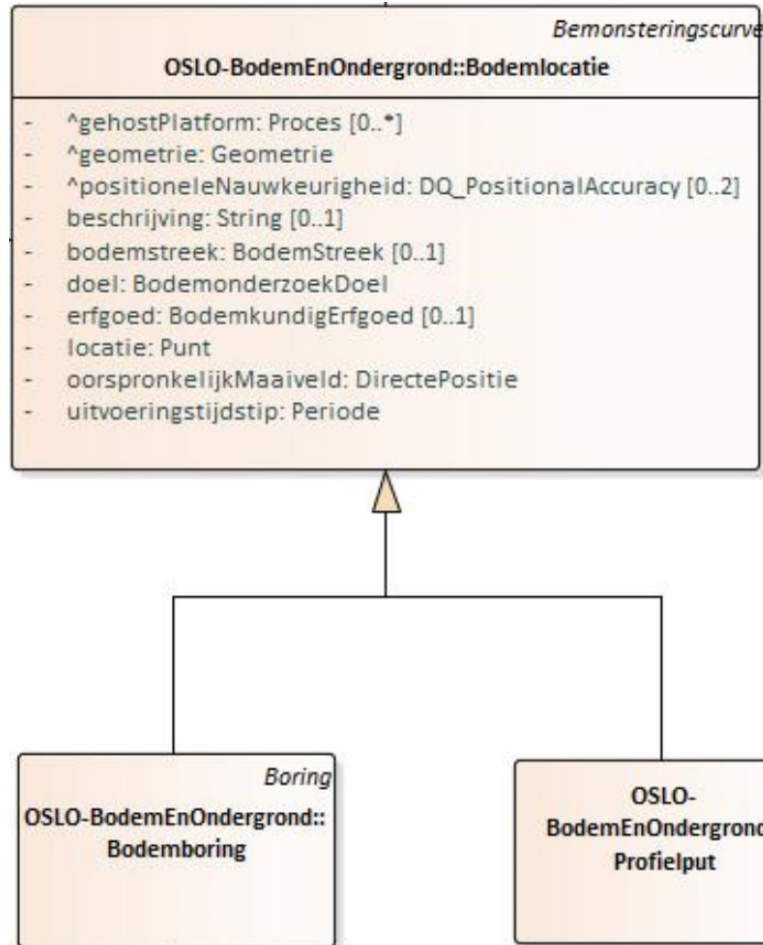 Bemonsteringscurve
OSLO-BodemEnOndergrond::Bodemlocatie
- ^gehostPlatform: Proces [0..*]
- ^geometrie: Geometrie
- ^positioneleNauwkeurigheid: DQ_PositionalAccuracy [0..2]
- beschrijving: String [0..1]
- bodemstreek: BodemStreek [0..1]
- doel: BodemonderzoekDoel
- erfgoed: BodemkundigErfgoed [0..1]
- locatie: Punt
- oorspronkelijkMaaiveld: DirectePositie
- uitvoeringstijdstip: Periode
Boring
OSLO-BodemEnOndergrond::
Bodemboring
OSLO-
BodemEnOndergrond
Profielput